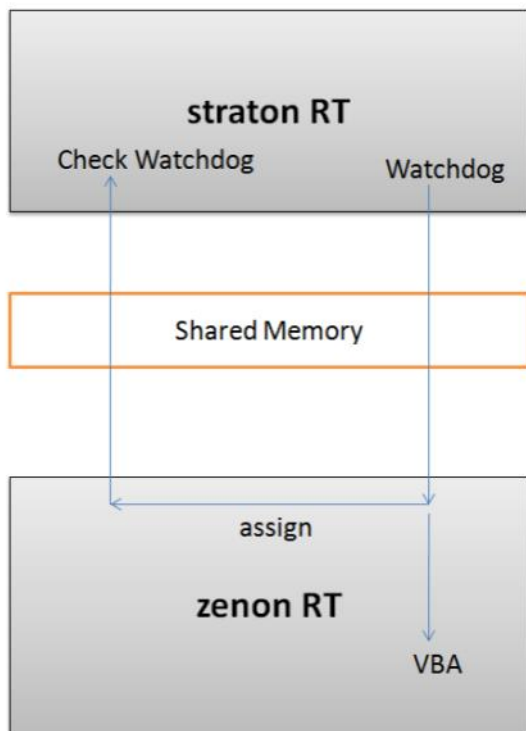 straton RT
Check Watchdog
Watchdog
Shared Memory
assign
zenon RT
VBA